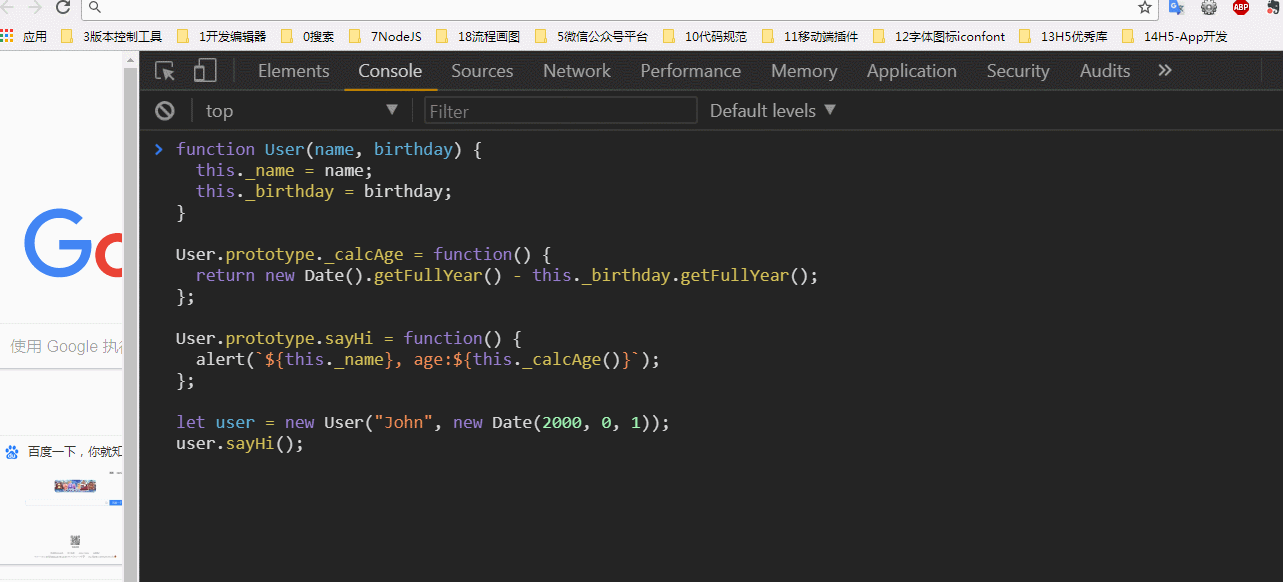 应用 3版本控制工具 1开发编辑器 0搜索 7NodeJS 18流程画图 5微信公众号平台 10代码规范 11移动端插件 12字体图标iconfont 13H5优秀库 14H5-App开发
ABP
Elements Console Sources Network Performance Memory Application Security Audits »
top Filter Default levels
function User(name, birthday) {
  this._name = name;
  this._birthday = birthday;
}
User.prototype._calcAge = function() {
  return new Date().getFullYear() - this._birthday.getFullYear();
};
User.prototype.sayHi = function() {
  alert(`${this._name}, age:${this._calcAge()}`);
};
let user = new User("John", new Date(2000, 0, 1));
user.sayHi();
Go
使用 Google 执
百度一下，你就知